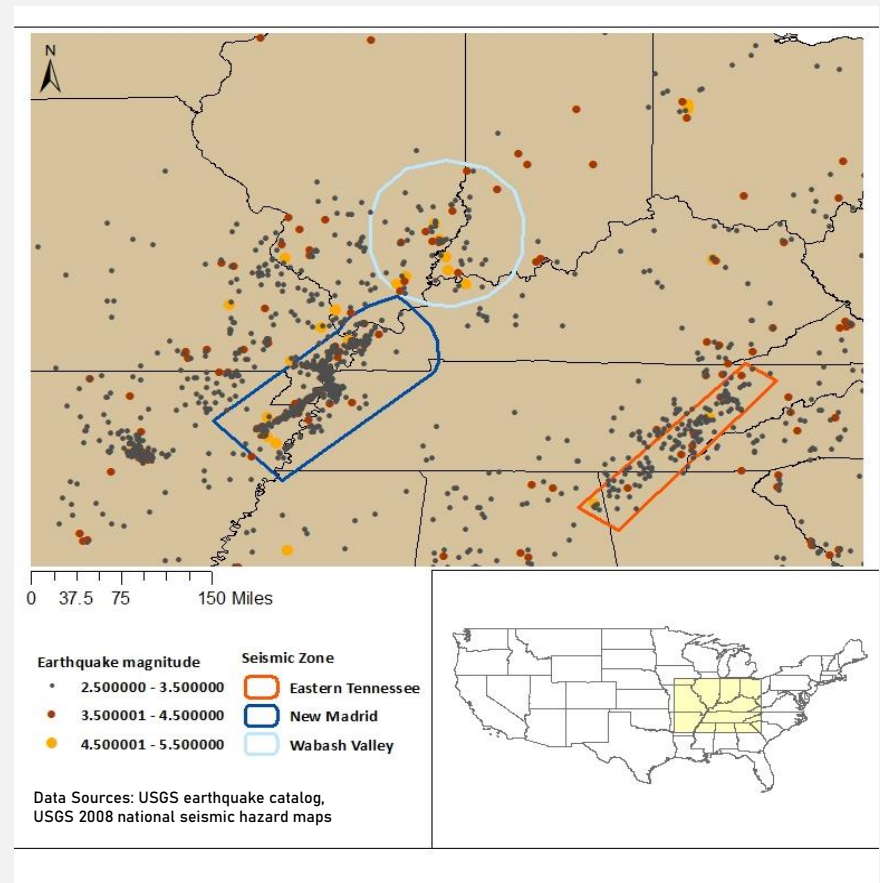 N
0 37.5 75 150 Miles
Earthquake magnitude
2.500000 - 3.500000
3.500001 - 4.500000
4.500001 - 5.500000
Seismic Zone
Eastern Tennessee
New Madrid
Wabash Valley
Data Sources: USGS earthquake catalog,
USGS 2008 national seismic hazard maps